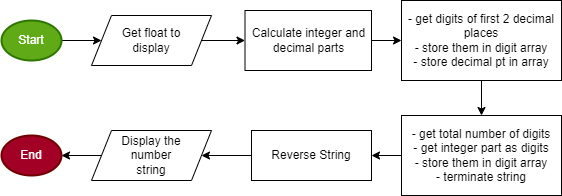 Start
Get float to
display
Calculate integer and
decimal parts
- get digits of first 2 decimal
places
- store them in digit array
- store decimal pt in array
- get total number of digits
- get integer part as digits
- store them in digit array
- terminate string
Reverse String
Display the
number
string
End